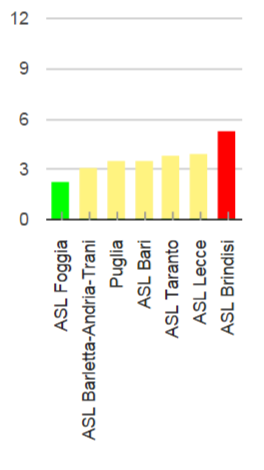 12
9
6
3
0
ASL Foggia
ASL Barletta-Andria-Trani
Puglia
ASL Bari
ASL Taranto
ASL Lecce
ASL Brindisi